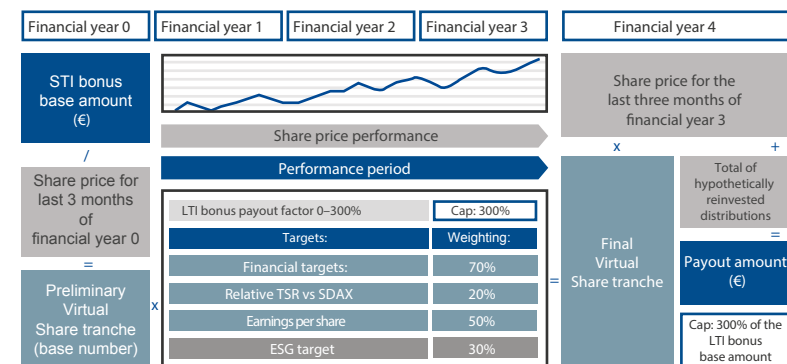 Financial year 0
Financial year 1
Financial year 2
Financial year 3
Financial year 4
STI bonus
base amount
(€)
/
Share price for
last 3 months
of
financial year 0
=
Preliminary
Virtual
Share tranche
(base number)
x
Share price performance
Performance period
LTI bonus payout factor 0–300%
Cap: 300%
Targets:
Weighting:
Financial targets:
70%
Relative TSR vs SDAX
20%
Earnings per share
50%
ESG target
30%
=
Share price for the
last three months of
financial year 3
x
+
Final
Virtual
Share tranche
Total of
hypothetically
reinvested
distributions
=
Payout amount
(€)
Cap: 300% of the
LTI bonus
base amount